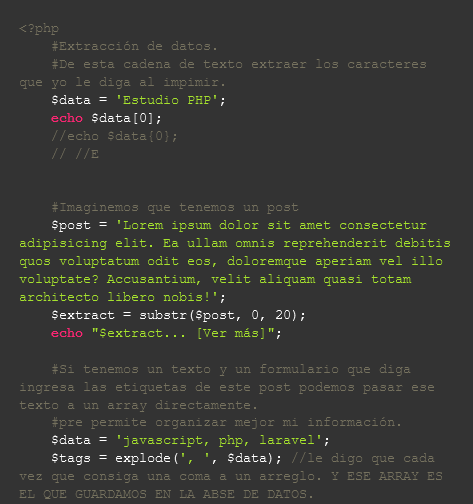 <?php
#Extracción de datos.
#De esta cadena de texto extraer los caracteres
que yo le diga al impimir.
$data = 'Estudio PHP';
echo $data[0];
//echo $data{0};
// //E
#Imaginemos que tenemos un post
$post = 'Lorem ipsum dolor sit amet consectetur
adipisicing elit. Ea ullam omnis reprehenderit debitis
quos voluptatum odit eos, doloremque aperiam vel illo
voluptate? Accusantium, velit aliquam quasi totam
architecto libero nobis!';
$extract = substr($post, 0, 20);
echo "$extract... [Ver más]";
#Si tenemos un texto y un formulario que diga
ingresa las etiquetas de este post podemos pasar ese
texto a un array directamente.
#pre permite organizar mejor mi información.
$data = 'javascript, php, laravel';
$tags = explode(', ', $data); //le digo que cada
vez que consiga una coma a un arreglo. Y ESE ARRAY ES
EL QUE GUARDAMOS EN LA ABSE DE DATOS.